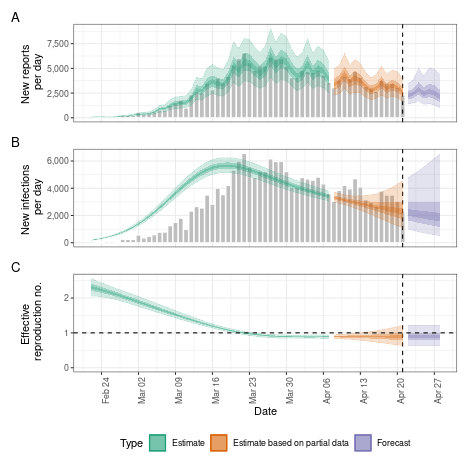 A
New reports
per day
7,500
5,000
2,500
0
B
New infections
per day
6,000
4,000
2,000
0
C
Effective
reproduction no.
2
1
0
Feb 24
Mar 02
Mar 09
Mar 16
Mar 23
Mar 30
Apr 06
Apr 13
Apr 20
Apr 27
Date
Type
Estimate
Estimate based on partial data
Forecast